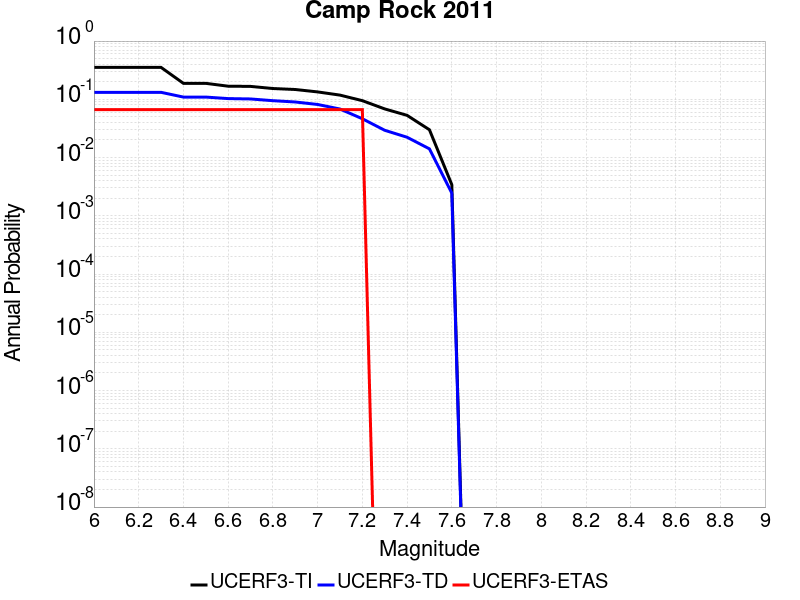 Camp Rock 2011
10^0
10^-1
10^-2
10^-3
10^-4
10^-5
10^-6
10^-7
10^-8
Annual Probability
6 6.2 6.4 6.6 6.8 7 7.2 7.4 7.6 7.8 8 8.2 8.4 8.6 8.8 9
Magnitude
UCERF3-TI UCERF3-TD UCERF3-ETAS